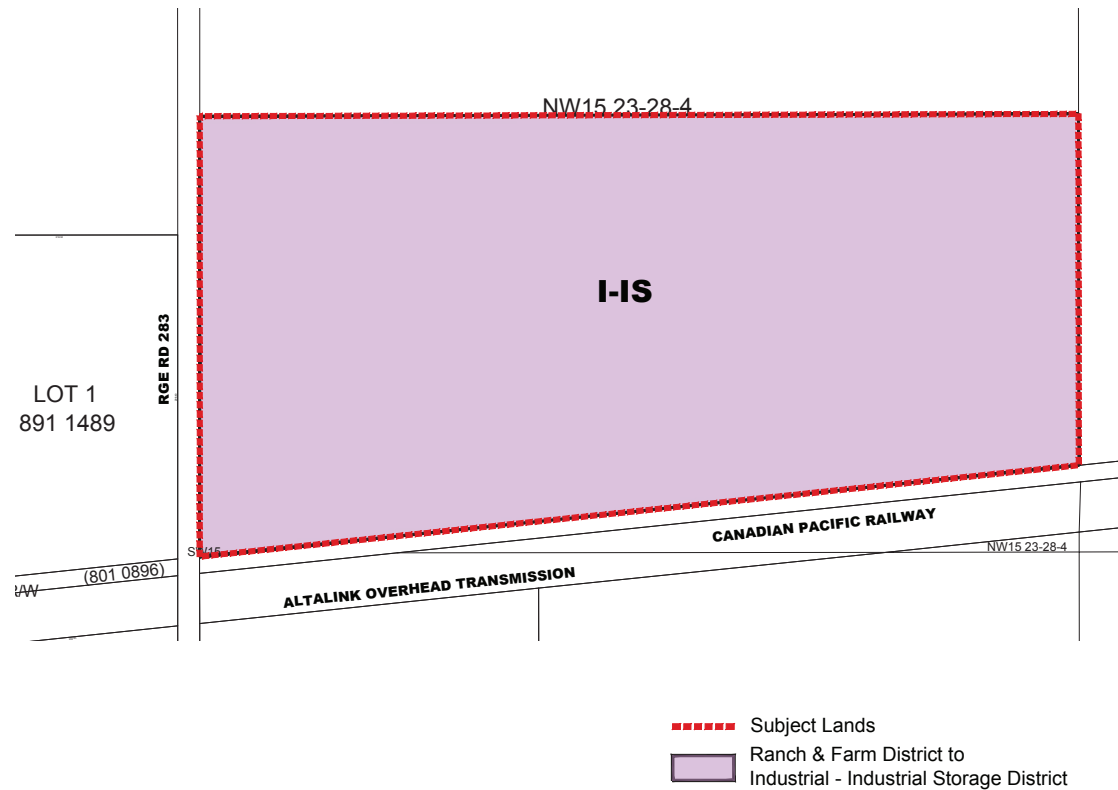 NW15 23-28-4
I-IS
RGE RD 283
LOT 1
891 1489
CANADIAN PACIFIC RAILWAY
NW15 23-28-4
(801 0896)
ALTALINK OVERHEAD TRANSMISSION
Subject Lands
Ranch & Farm District to
Industrial - Industrial Storage District